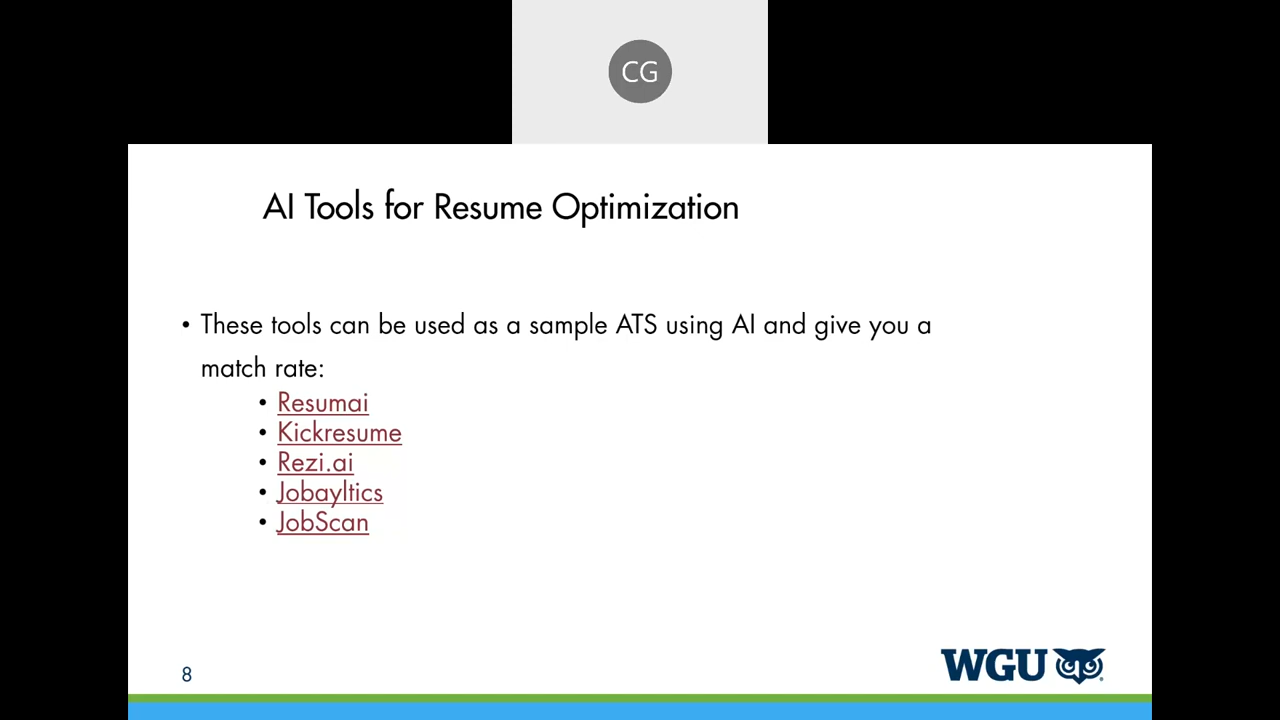 CG
AI Tools for Resume Optimization
• These tools can be used as a sample ATS using AI and give you a
match rate:
• Resumai
• Kickresume
• Rezi.ai
• Jobayltics
• JobScan
8
WGU